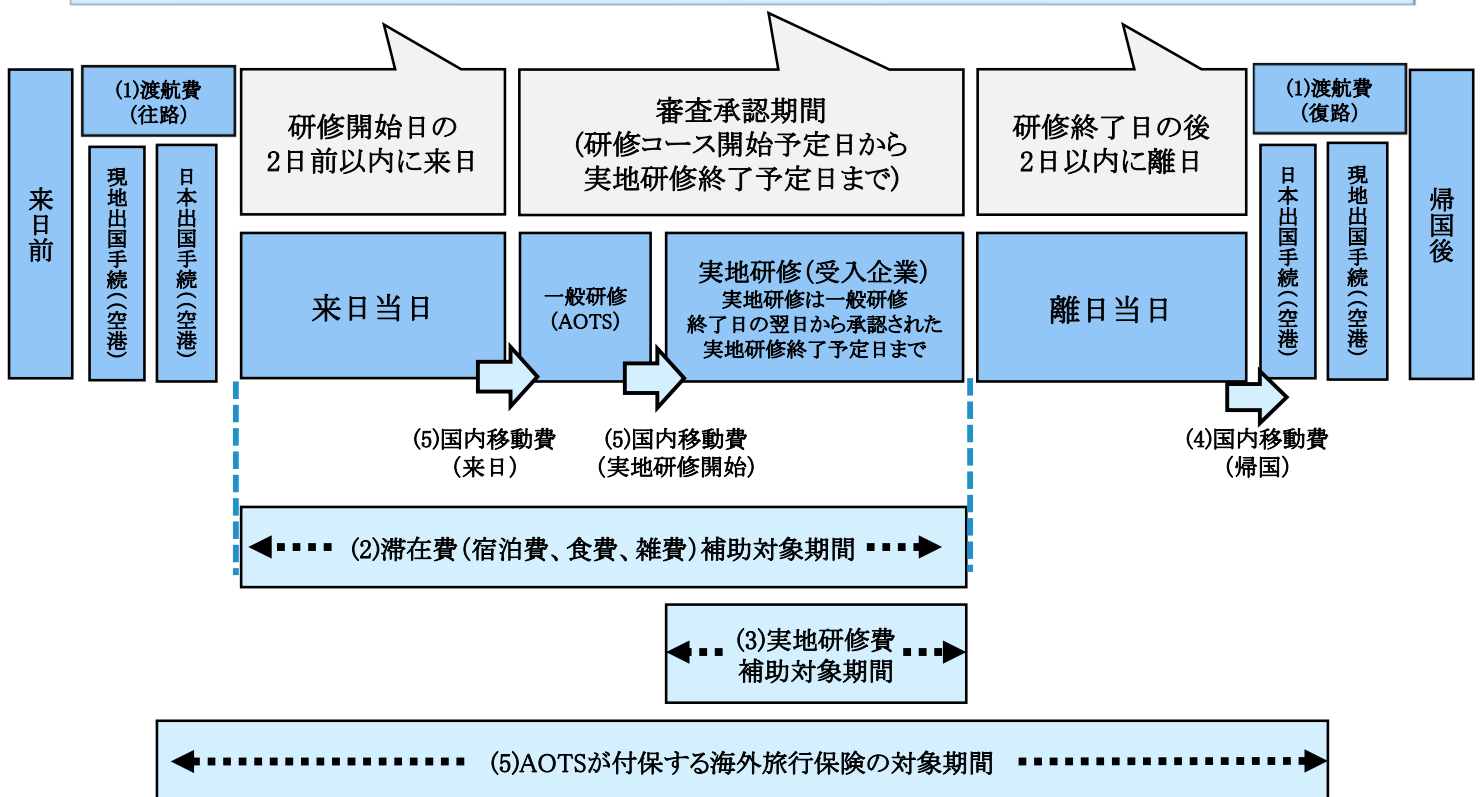 来日前
(1)渡航費
(往路)
現地出国手続((空港)
日本出国手続((空港)
研修開始日の
2日前以内に来日
審査承認期間
(研修コース開始予定日から
実地研修終了予定日まで)
研修終了日の後
2日以内に離日
(1)渡航費
(復路)
日本出国手続((空港)
現地出国手続((空港)
帰国後
来日当日
一般研修
(AOTS)
実地研修(受入企業)
実地研修は一般研修
終了日の翌日から承認された
実地研修終了予定日まで
離日当日
(5)国内移動費
(来日)
(5)国内移動費
(実地研修開始)
(4)国内移動費
(帰国)
(2)滞在費(宿泊費、食費、雑費)補助対象期間
(3)実地研修費
補助対象期間
(5)AOTSが付保する海外旅行保険の対象期間